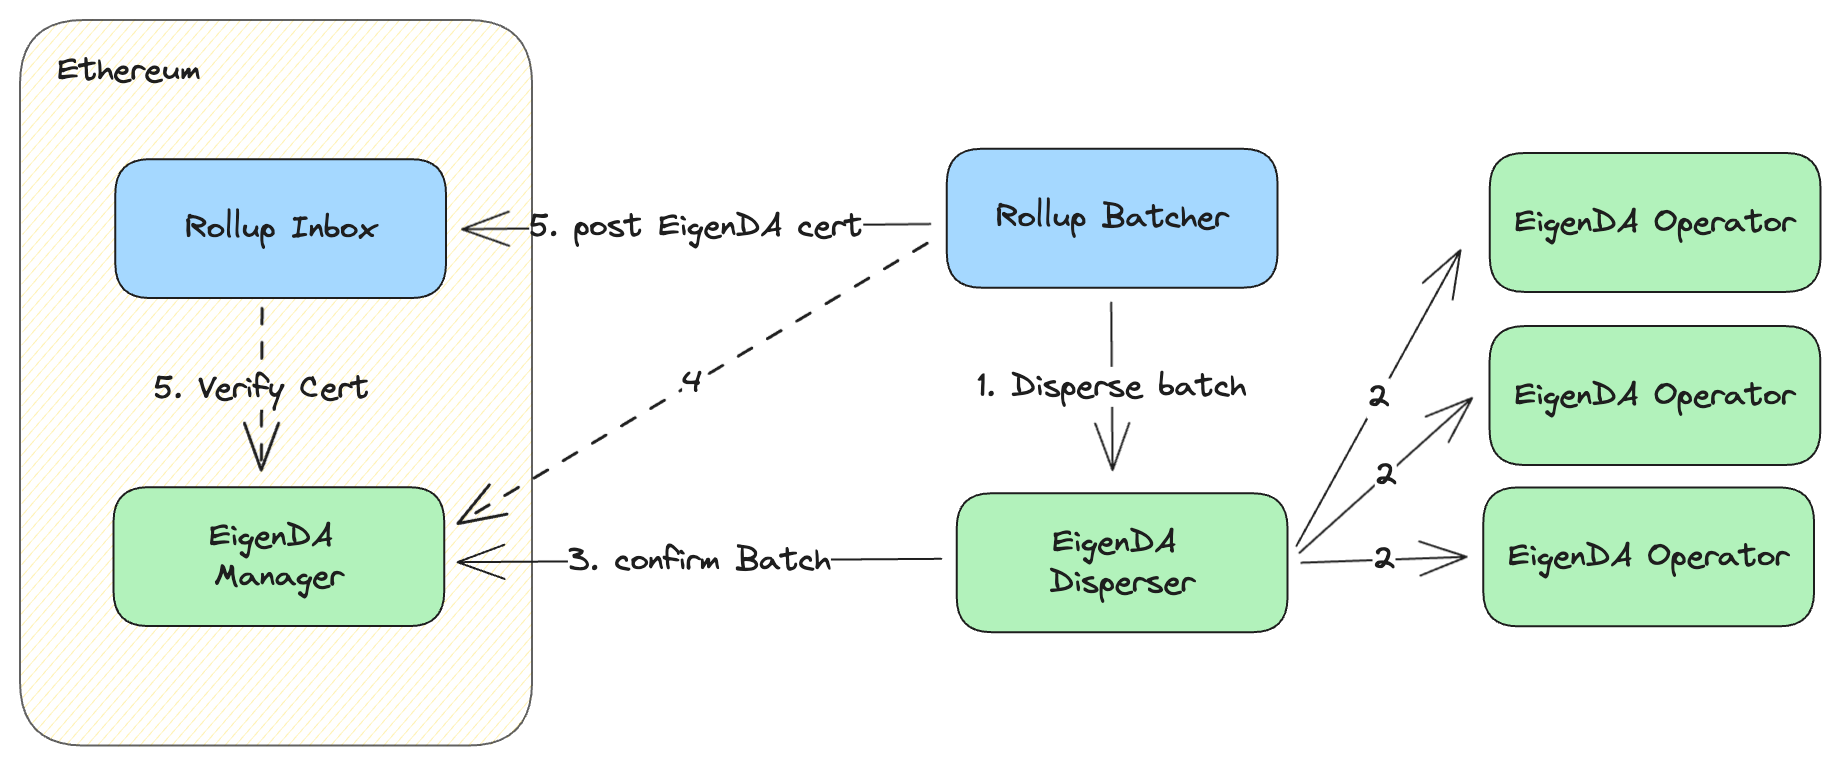 Ethereum
Rollup Inbox
5. post EigenDA cert
Rollup Batcher
EigenDA Operator
5. Verify Cert
4
1. Disperse batch
2
EigenDA Operator
2
EigenDA
Manager
3. confirm Batch
EigenDA
Disperser
2
EigenDA Operator